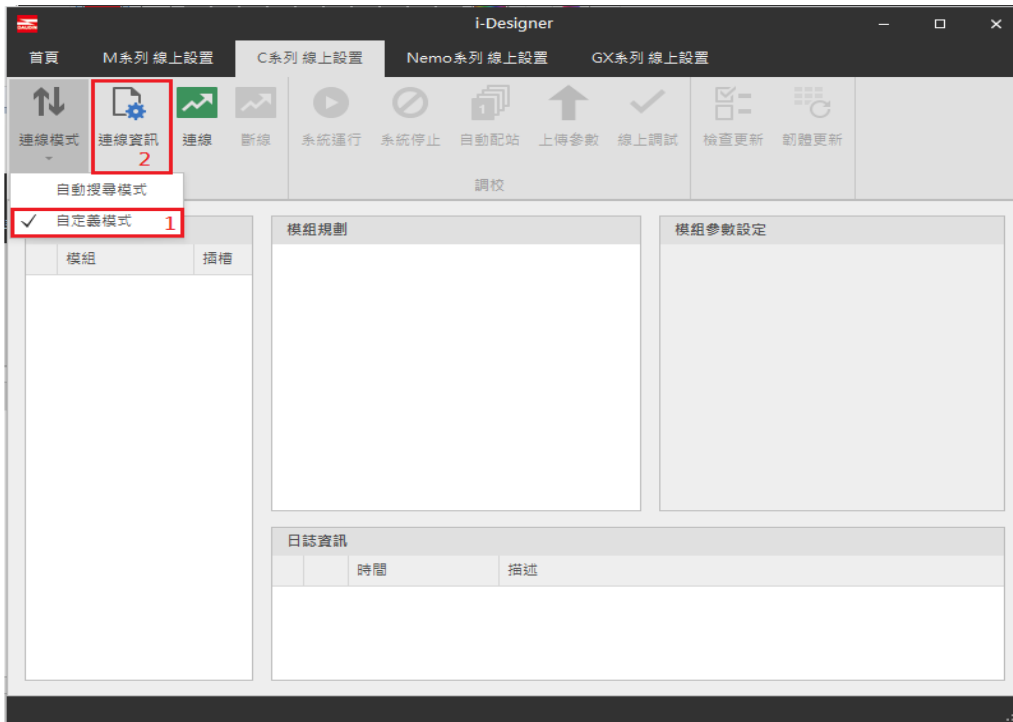 i-Designer
首頁 M系列 線上設置 C系列 線上設置 Nemo系列 線上設置 GX系列 線上設置
連線模式 連線資訊 連線 斷線 系統運行 系統停止 自動配站 上傳參數 線上調試 檢查更新 韌體更新
2
調校
自動搜尋模式
自定義模式 1
模組規劃 模組參數設定
模組 插槽
日誌資訊
時間 描述